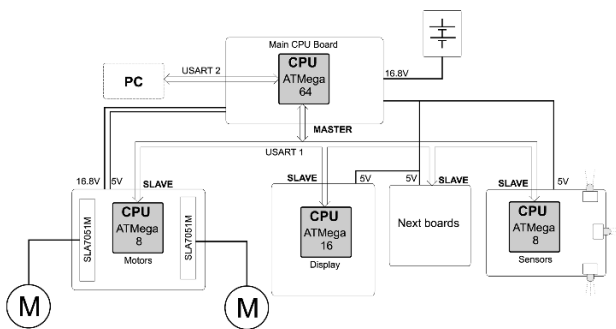 Main CPU Board
CPU
ATMega
64
PC
USART 2
16.8V
MASTER
USART 1
16.8V
5V
SLAVE
SLAVE
5V
5V
SLAVE
SLAVE
5V
SLA7051M
CPU
ATMega
8
Motors
SLA7051M
CPU
ATMega
16
Display
Next boards
CPU
ATMega
8
Sensors
M
M